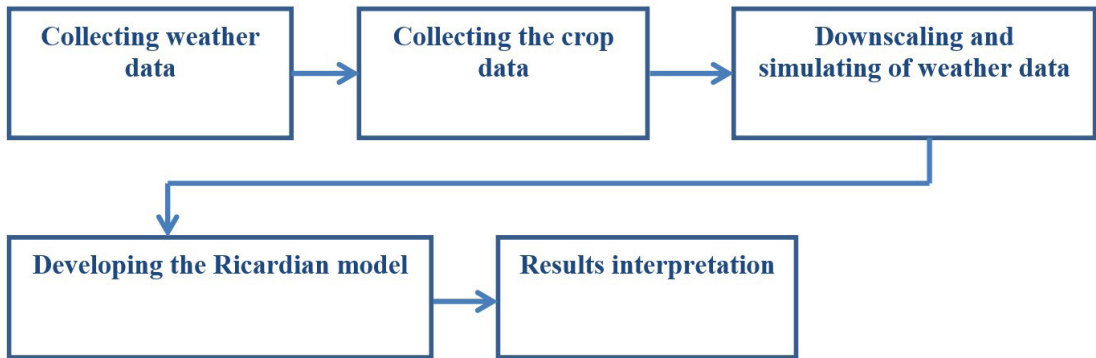 Collecting weather
data
Collecting the crop
data
Downscaling and
simulating of weather data
Developing the Ricardian model
Results interpretation